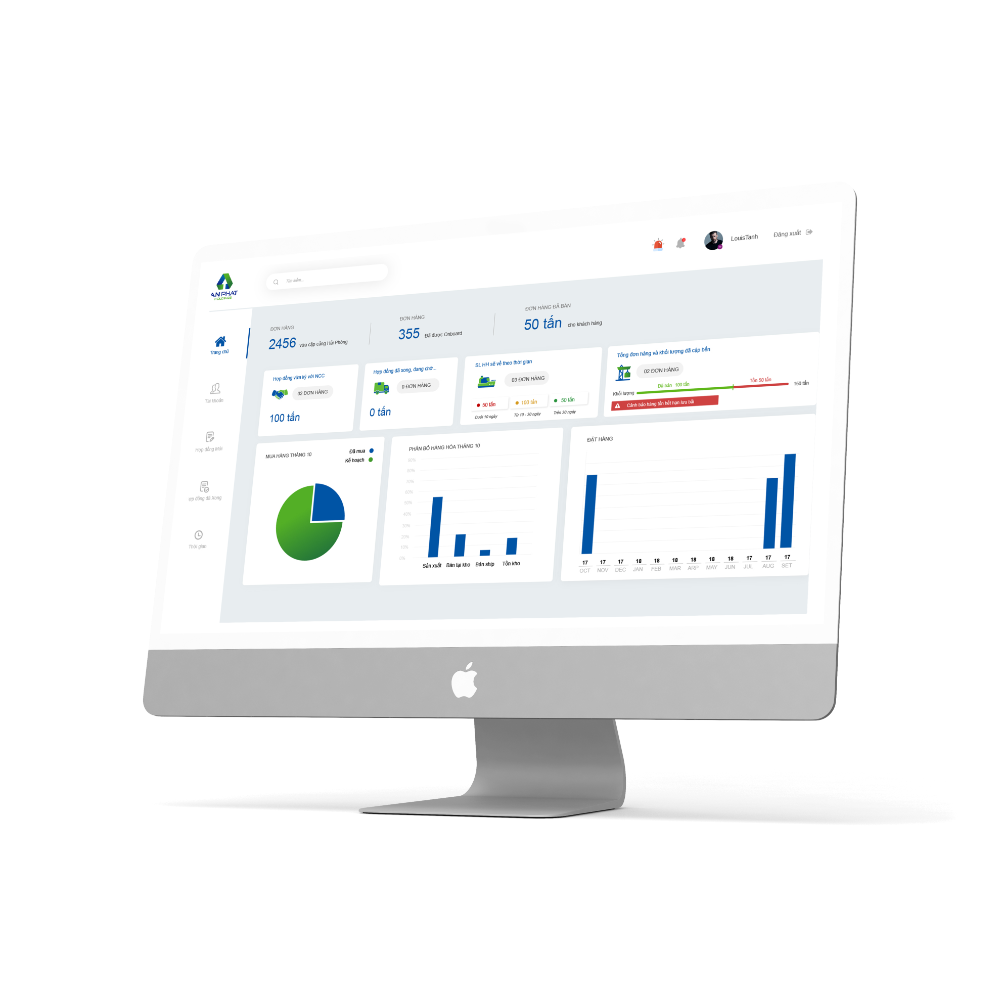 AN PHAT
HOLDINGS
Tìm kiếm...
LouisTanh
Đăng xuất
Trang chủ
Tài khoản
Hợp đồng Mới
ợp đồng đã Xong
Thời gian
ĐƠN HÀNG
2456 vừa cập cảng Hải Phòng
ĐƠN HÀNG
355 Đã được Onboard
ĐƠN HÀNG ĐÃ BÁN
50 tấn cho khách hàng
Hợp đồng vừa ký với NCC
02 ĐƠN HÀNG
100 tấn
Hợp đồng đã xong, đang chờ...
0 ĐƠN HÀNG
0 tấn
SL HH sẽ về theo thời gian
03 ĐƠN HÀNG
50 tấn
100 tấn
50 tấn
Dưới 10 ngày
Từ 10 - 30 ngày
Trên 30 ngày
Tổng đơn hàng và khối lượng đã cập bến
02 ĐƠN HÀNG
Đã bán 100 tấn
Tồn 50 tấn
Khối lượng
150 tấn
Cảnh báo hàng tồn hết hạn lưu bãi
MUA HÀNG THÁNG 10
Đã mua
Kế hoạch
PHÂN BỔ HÀNG HÓA THÁNG 10
90%
80%
70%
60%
50%
40%
30%
20%
10%
0%
Sản xuất Bán tại kho Bán ship Tồn kho
ĐẶT HÀNG
17 17 17 18 18 18 18 18 18 17 17 17
OCT NOV DEC JAN FEB MAR ARP MAY JUN JUL AUG SET